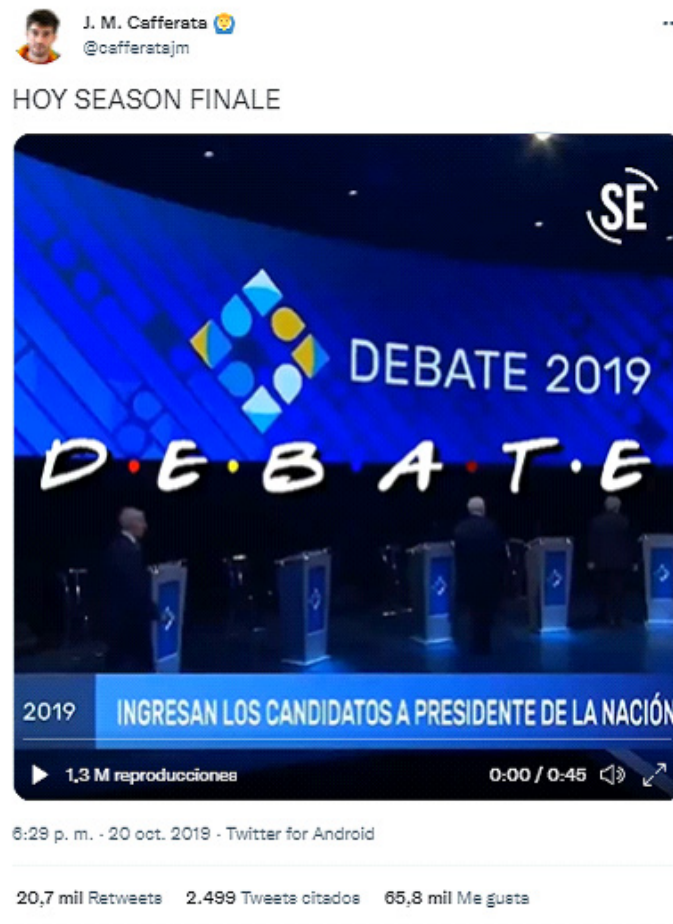 J. M. Cafferata
@cafferatajm
HOY SEASON FINALE
SE
DEBATE 2019
D•E•B A•T•E
2019 INGRESAN LOS CANDIDATOS A PRESIDENTE DE LA NACIÓN
1,3 M reproducciones 0:00 / 0:45
6:29 p. m. · 20 oct. 2019 · Twitter for Android
20,7 mil Retweets 2.499 Tweets citados 65,8 mil Me gusta